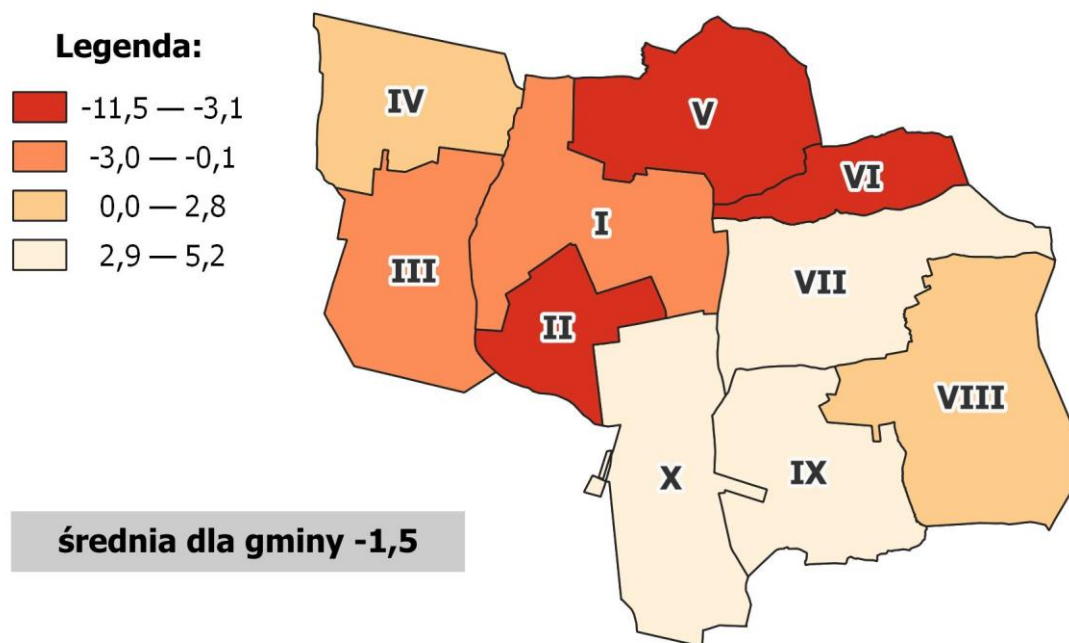 Legenda:
-11,5 — -3,1
-3,0 — -0,1
0,0 — 2,8
2,9 — 5,2
IV
V
VI
I
III
VII
II
VIII
X
IX
średnia dla gminy -1,5